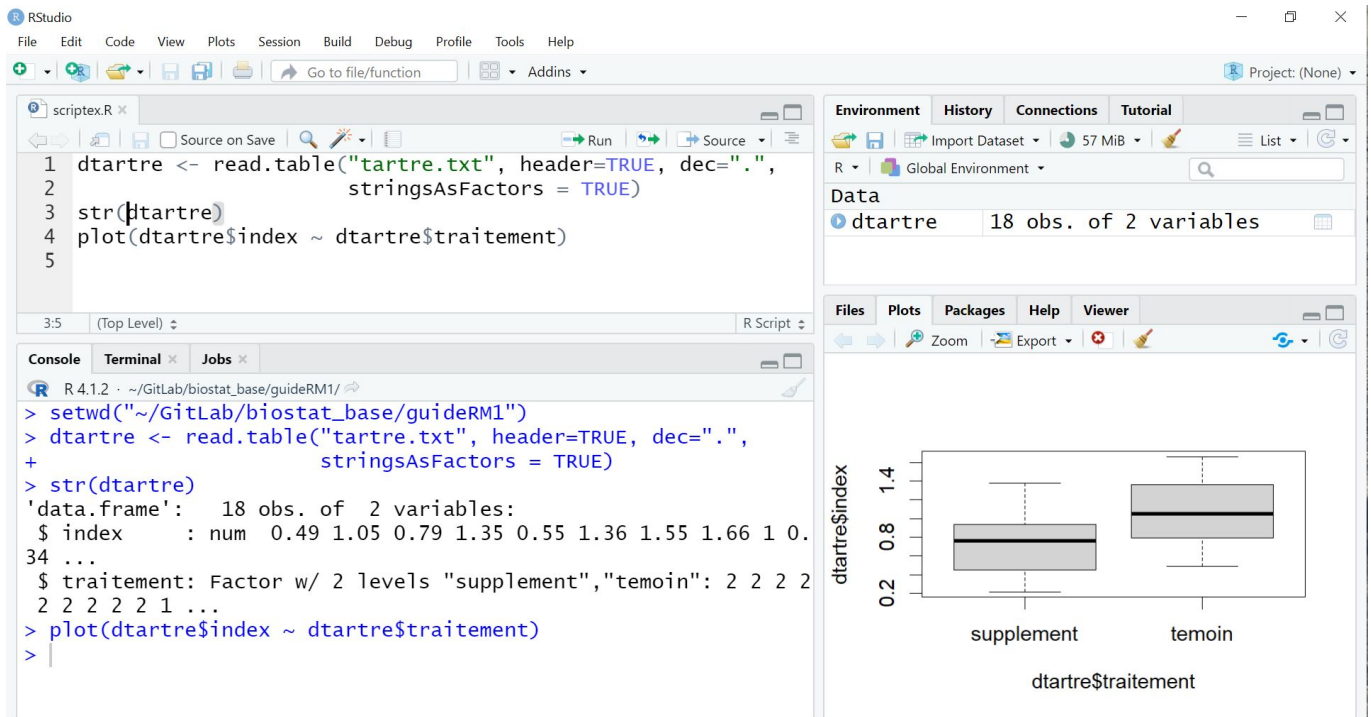 RStudio
File Edit Code View Plots Session Build Debug Profile Tools Help
Go to file/function Addins Project: (None)
scriptex.R
Source on Save Run Source
1 dtartre <- read.table("tartre.txt", header=TRUE, dec=".",
2 stringsAsFactors = TRUE)
3 str(dtartre)
4 plot(dtartre$index ~ dtartre$traitement)
5
3:5 (Top Level) R Script
Console Terminal Jobs
R 4.1.2 · ~/GitLab/biostat_base/guideRM1/
> setwd("~/GitLab/biostat_base/guideRM1")
> dtartre <- read.table("tartre.txt", header=TRUE, dec=".",
+ stringsAsFactors = TRUE)
> str(dtartre)
'data.frame': 18 obs. of 2 variables:
$ index : num 0.49 1.05 0.79 1.35 0.55 1.36 1.55 1.66 1 0.
34 ...
$ traitement: Factor w/ 2 levels "supplement","temoin": 2 2 2 2
2 2 2 2 2 1 ...
> plot(dtartre$index ~ dtartre$traitement)
>
Environment History Connections Tutorial
Import Dataset 57 MiB List
R Global Environment
Data
dtartre 18 obs. of 2 variables
Files Plots Packages Help Viewer
Zoom Export
dtartre$index
1.4
0.8
0.2
supplement temoin
dtartre$traitement